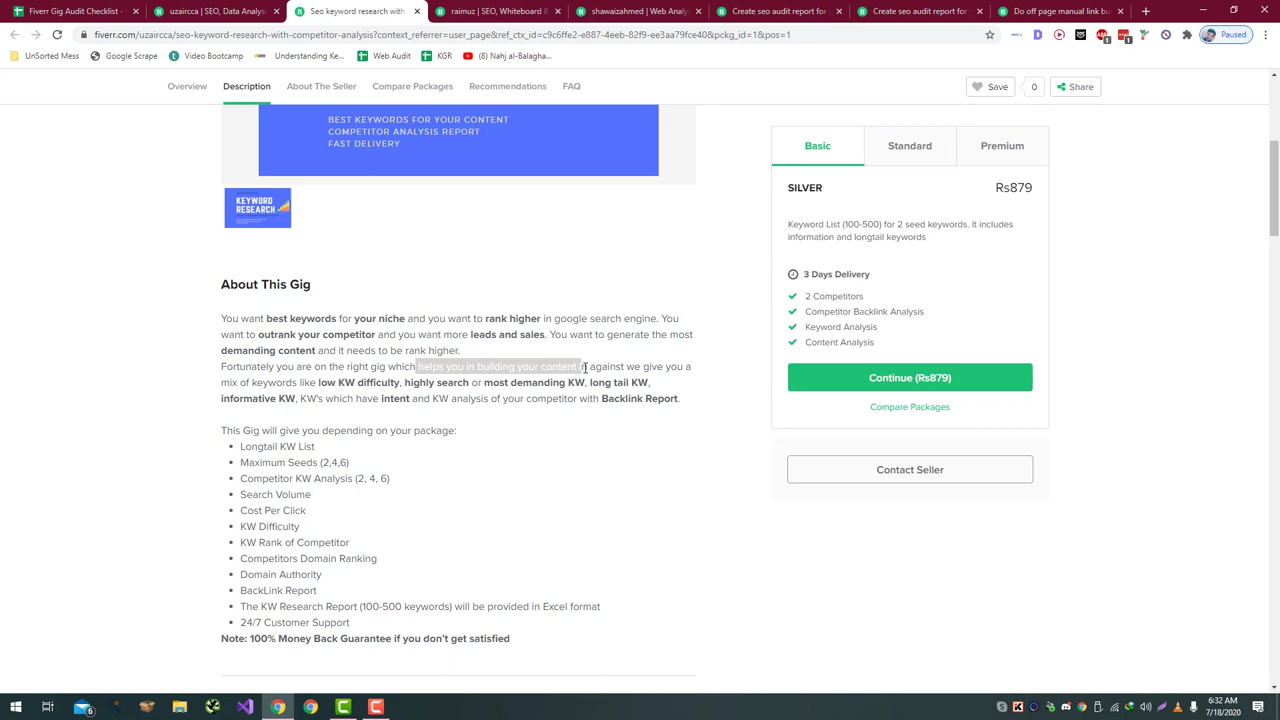 Fiverr Gig Audit Checklist -
uzaircca | SEO, Data Analysi
Seo keyword research with
raimuz | SEO, Whiteboard &
shawaizahmed | Web Analy
Create seo audit report for
Create seo audit report for
Do off page manual link bu
fiverr.com/uzaircca/seo-keyword-research-with-competitor-analysis?context_referrer=user_page&ref_ctx_id=c9c6ffe2-e887-4eeb-82f9-ee3aa79fce40&pckg_id=1&pos=1
Paused
UnSorted Mess
Google Scrape
Video Bootcamp
Understanding Ke...
Web Audit
KGR
(8) Nahj al-Balagha...
Overview
Description
About The Seller
Compare Packages
Recommendations
FAQ
Save
0
Share
BEST KEYWORDS FOR YOUR CONTENT
COMPETITOR ANALYSIS REPORT
FAST DELIVERY
KEYWORD
RESEARCH
Basic
Standard
Premium
SILVER
Rs879
Keyword List (100-500) for 2 seed keywords. It includes
information and longtail keywords
3 Days Delivery
2 Competitors
Competitor Backlink Analysis
Keyword Analysis
Content Analysis
Continue (Rs879)
Compare Packages
Contact Seller
About This Gig
You want best keywords for your niche and you want to rank higher in google search engine. You
want to outrank your competitor and you want more leads and sales. You want to generate the most
demanding content and it needs to be rank higher.
Fortunately you are on the right gig which helps you in building your content against we give you a
mix of keywords like low KW difficulty, highly search or most demanding KW, long tail KW,
informative KW, KW's which have intent and KW analysis of your competitor with Backlink Report.
This Gig will give you depending on your package:
Longtail KW List
Maximum Seeds (2,4,6)
Competitor KW Analysis (2, 4, 6)
Search Volume
Cost Per Click
KW Difficulty
KW Rank of Competitor
Competitors Domain Ranking
Domain Authority
BackLink Report
The KW Research Report (100-500 keywords) will be provided in Excel format
24/7 Customer Support
Note: 100% Money Back Guarantee if you don't get satisfied
6:32 AM
7/18/2020